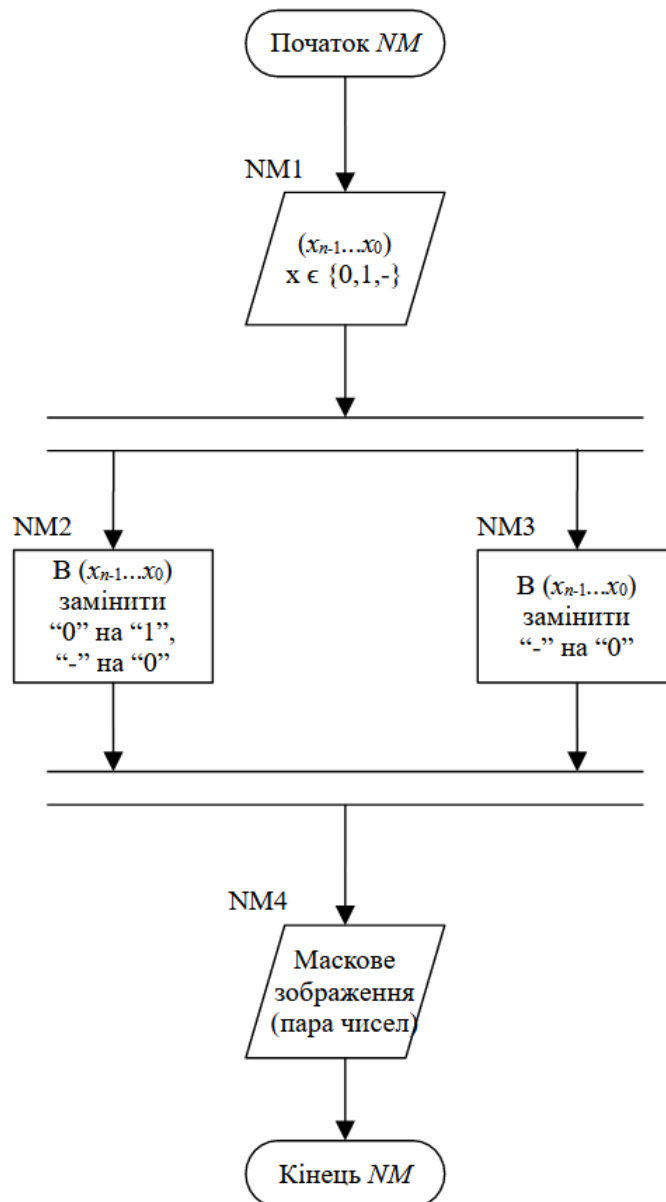 Початок NM
NM1
(xn-1...x0)
x є {0,1,-}
NM2
В (xn-1...x0)
замінити
“0” на “1”,
“-” на “0”
NM3
В (xn-1...x0)
замінити
“-” на “0”
NM4
Маскове
зображення
(пара чисел)
Кінець NM